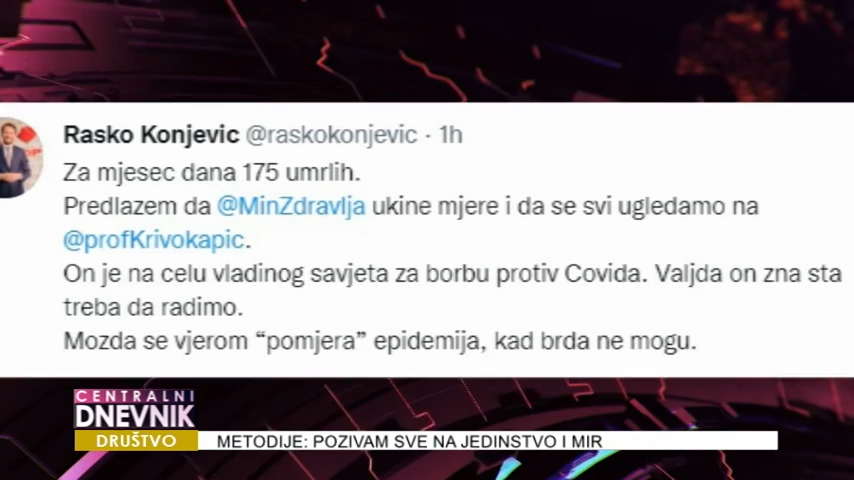 Rasko Konjevic @raskokonjevic · 1h
Za mjesec dana 175 umrlih.
Predlazem da @MinZdravlja ukine mjere i da se svi ugledamo na
@profKrivokapic.
On je na celu vladinog savjeta za borbu protiv Covida. Valjda on zna sta
treba da radimo.
Mozda se vjerom “pomjera” epidemija, kad brda ne mogu.
CENTRALNI
DNEVNIK
DRUŠTVO
METODIJE: POZIVAM SVE NA JEDINSTVO I MIR